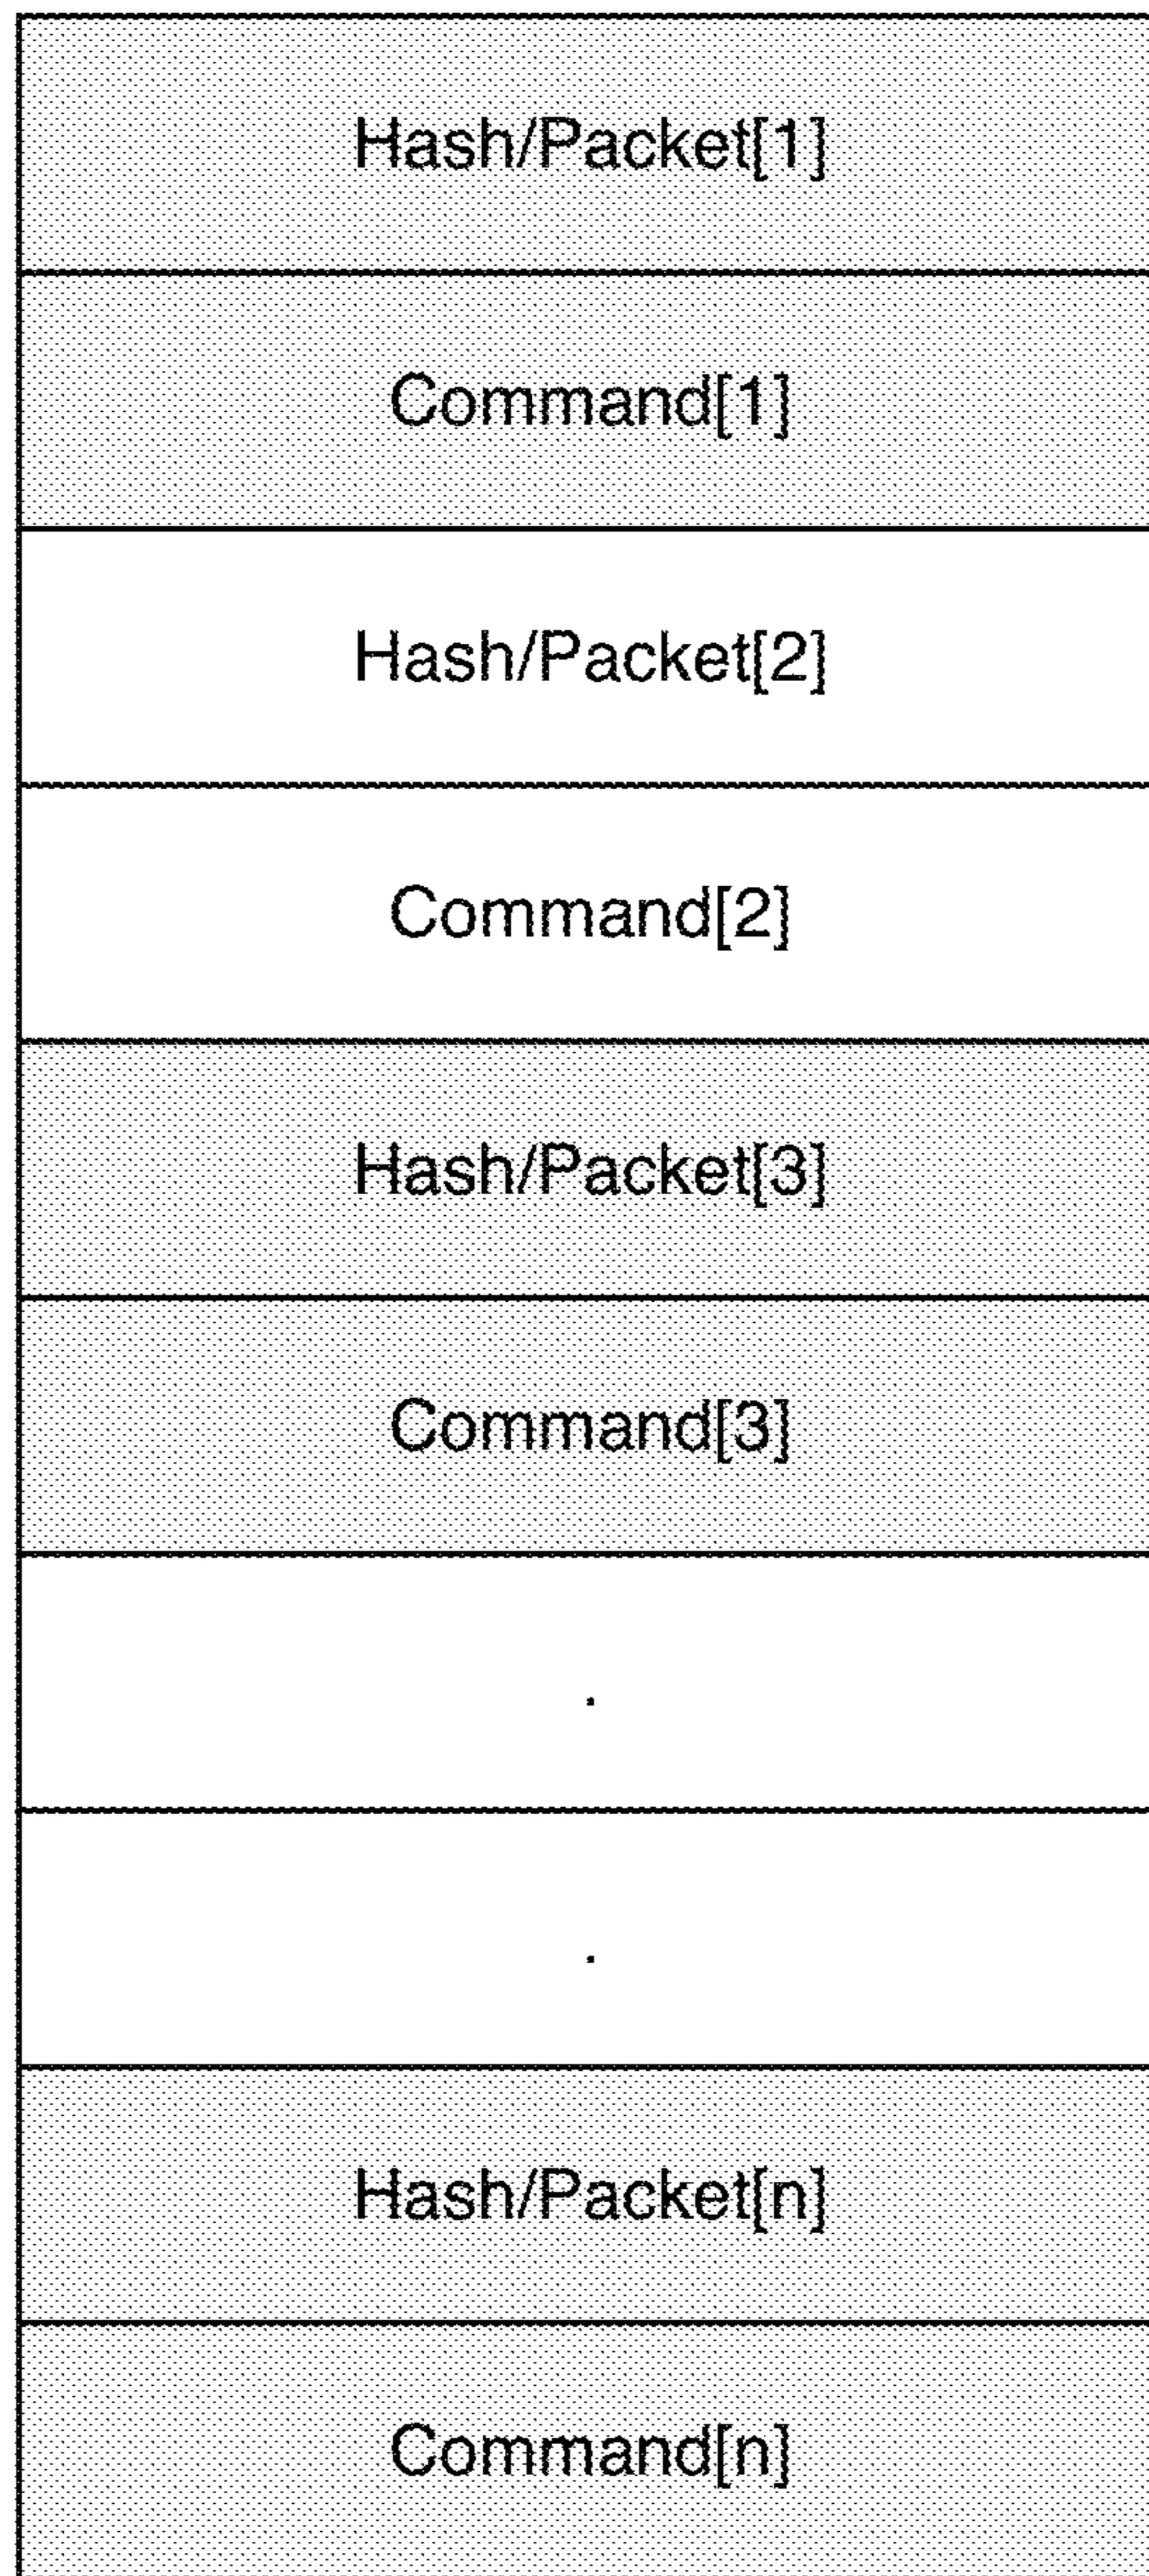 Hash/Packet[1]
Command[1]
Hash/Packet[2]
Command[2]
Hash/Packet[3]
Command[3]
.
.
Hash/Packet[n]
Command[n]